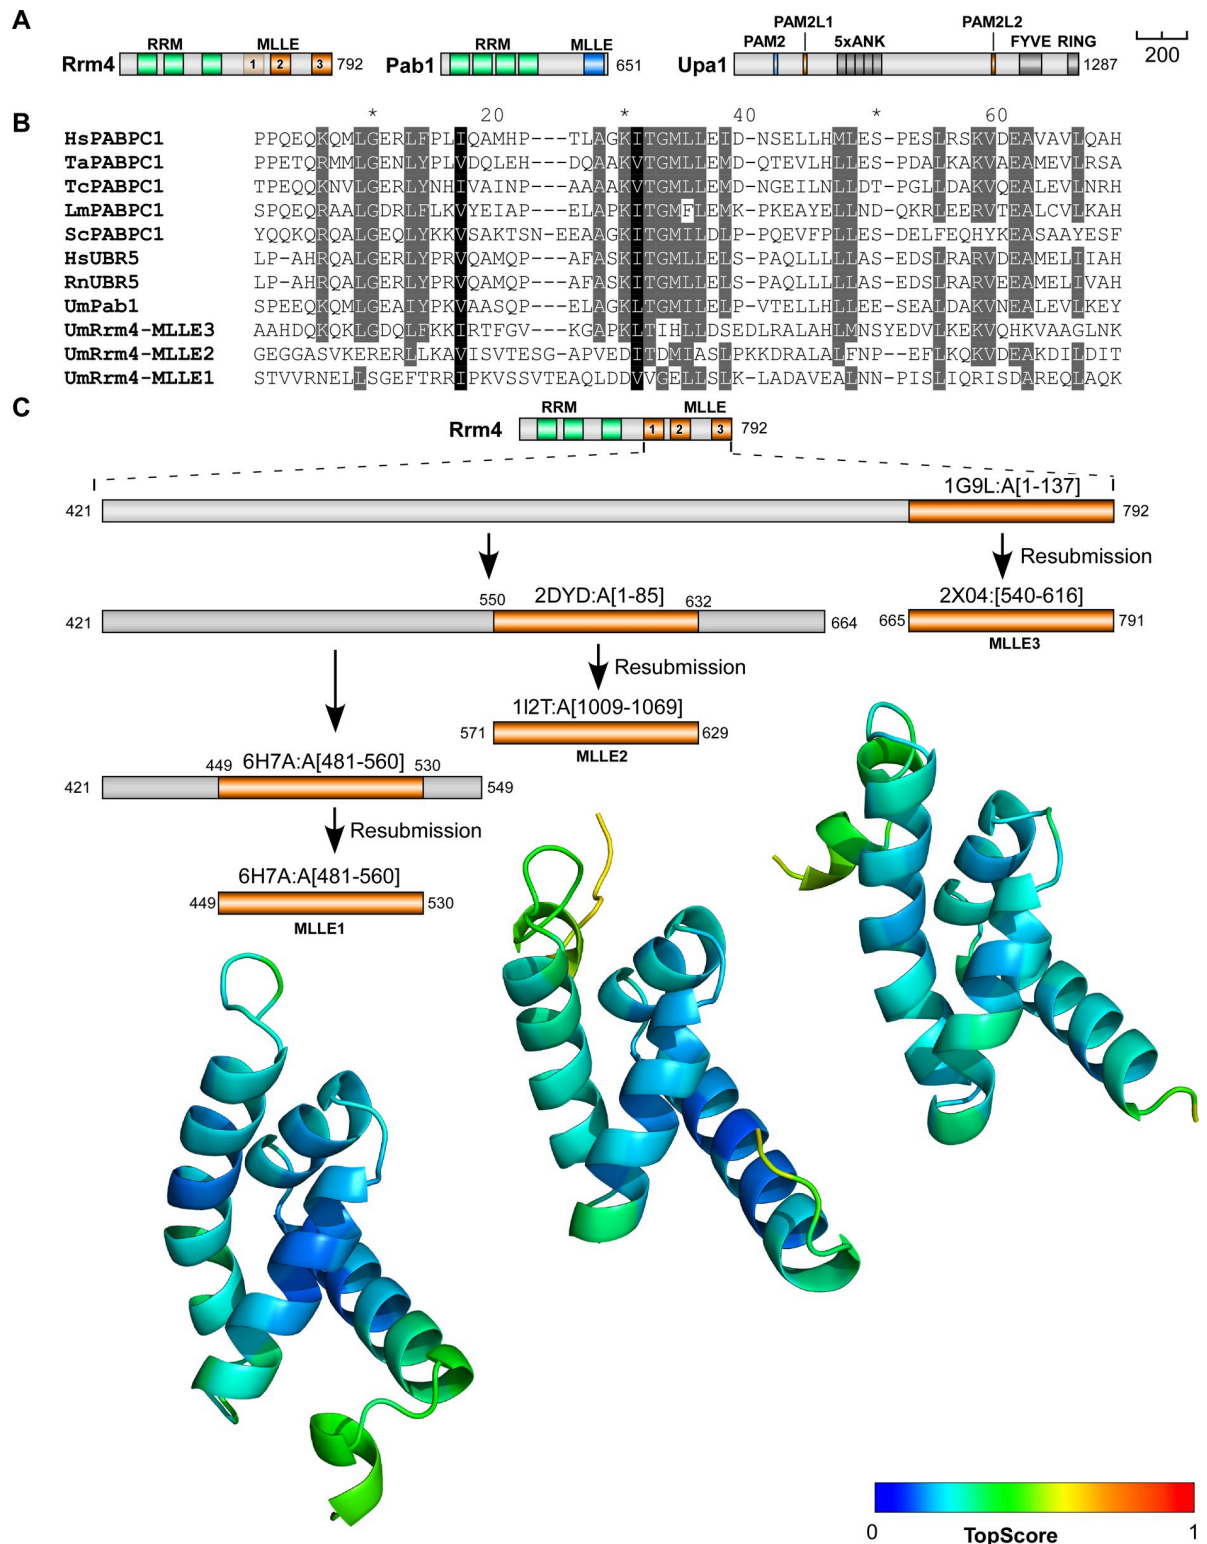 A
RRM MLLE
Rrm4 1 2 3 792
RRM MLLE
Pab1 651
PAM2L1 PAM2L2
PAM2 5xANK FYVE RING
Upa1 1287
200
B
* 20 * 40 * 60
HsPABPC1 PPQEQKQMLGERLFPLIQAMHP---TLAGKITGMLLEID-NSELLHMLES-PESLRSKVDEAVAVLQAH
TaPABPC1 PPETQRMMLGENLYPLVDQLEH---DQAAKVTGMLLEMD-QTEVLHLLES-PDALKAKVAEAMEVLRSA
TcPABPC1 TPEQQKNVLGERLYNHIVAINP---AAAAKVTGMLLEMD-NGEILNLLDT-PGLLDAKVQEALEVLNRH
LmPABPC1 SPQEQRAALGDRLFLKVYEIAP---ELAPKITGMFLEMK-PKEAYELLND-QKRLEERVTEALCVLKAH
ScPABPC1 YQQKQRQALGEQLYKKVSAKTSN-EEAAGKITGMILDLP-PQEVFPLLES-DELFEQHYKEASAAYESF
HsUBR5 LP-AHRQALGERLYPRVQAMQP---AFASKITGMLLELS-PAQLLLLLAS-EDSLRARVDEAMELIIAH
RnUBR5 LP-AHRQALGERLYPRVQAMQP---AFASKITGMLLELS-PAQLLLLLAS-EDSLRARVEEAMELIVAH
UmPab1 SPEEQKQMLGEAIYPKVAASQP---EAGKLTGMILELP-VTELLHLLEE-SEALDAKVNEALEVLKEY
UmRrm4-MLLE3 AAHDQKQKLGDQLFKKIRTFGV---KGAPKLTIHLLDSEDLRALAHLMNSYEDVLKEKVQHKVAAGLNK
UmRrm4-MLLE2 GEGGASVKERERLLKAVISVTESG-APVEDITDMIASLPKKDRALALFNP--EFLKQKVDEAKDILDIT
UmRrm4-MLLE1 STVVRNELLSGEFTRRIPKVSSVTEAQLDDVVGELLSLK-LADAVEALNN-PISLIQRISDAREQLAQK
C
RRM MLLE
Rrm4 1 2 3 792
1G9L:A[1-137]
421 792
Resubmission
550 2DYD:A[1-85] 632 2X04:[540-616]
421 664 665 791
MLLE3
Resubmission
1I2T:A[1009-1069]
571 629
MLLE2
449 6H7A:A[481-560] 530
421 549
Resubmission
6H7A:A[481-560]
449 530
MLLE1
0 TopScore 1